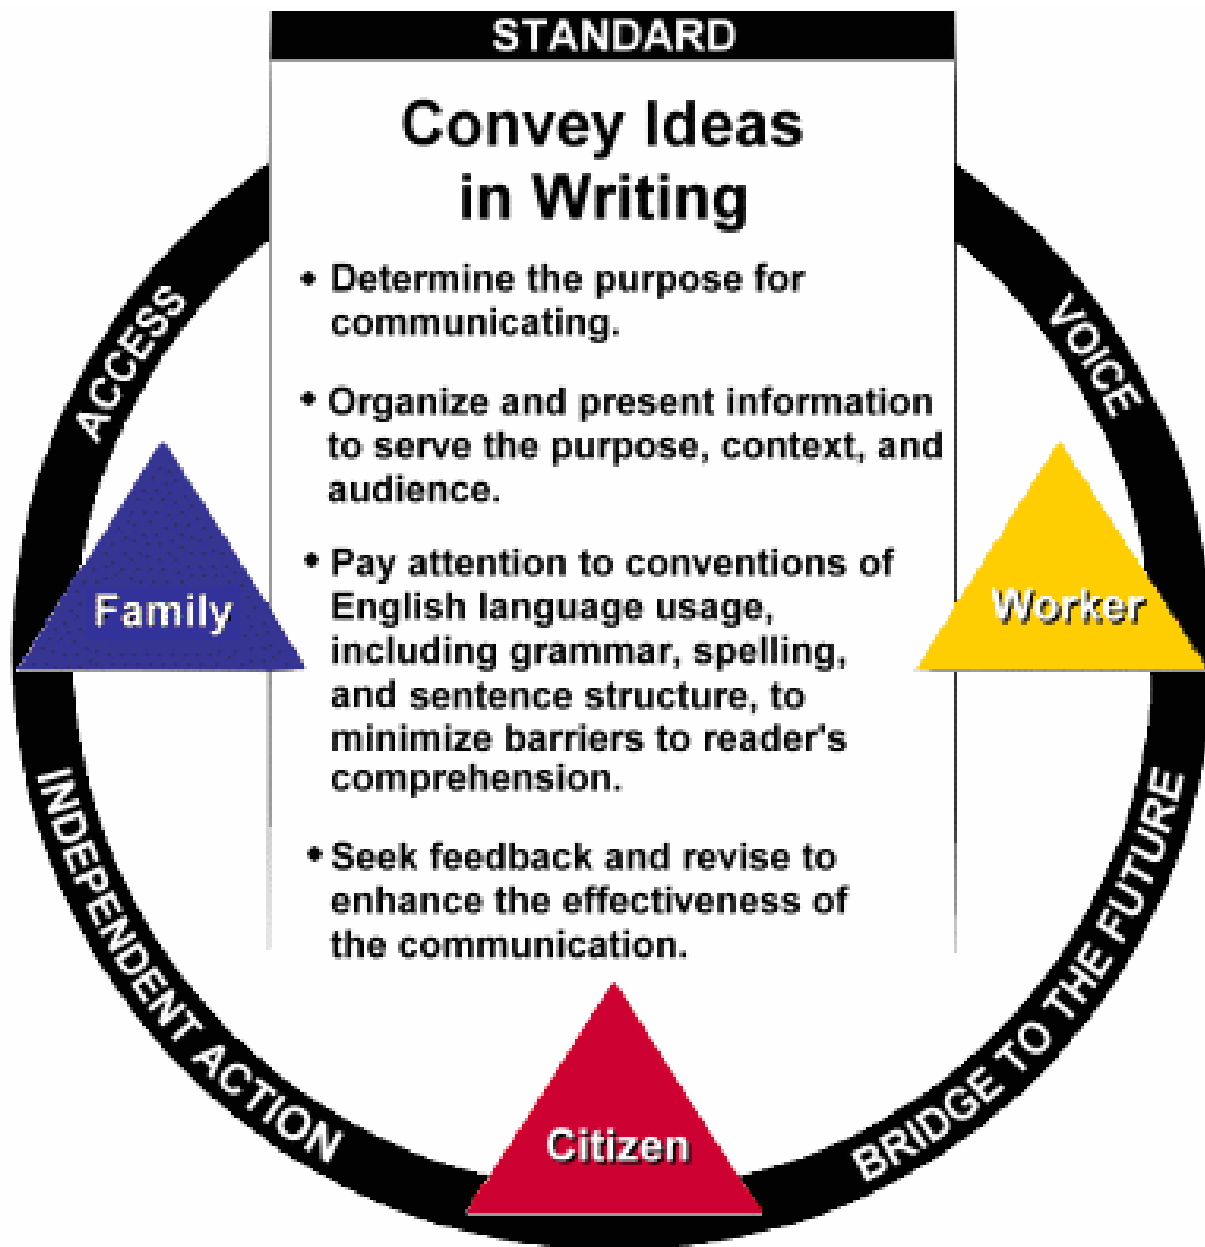 STANDARD
Convey Ideas
in Writing
• Determine the purpose for
communicating.
• Organize and present information
to serve the purpose, context, and
audience.
• Pay attention to conventions of
English language usage,
including grammar, spelling,
and sentence structure, to
minimize barriers to reader's
comprehension.
• Seek feedback and revise to
enhance the effectiveness of
the communication.
ACCESS
VOICE
Family
Worker
INDEPENDENT ACTION
BRIDGE TO THE FUTURE
Citizen